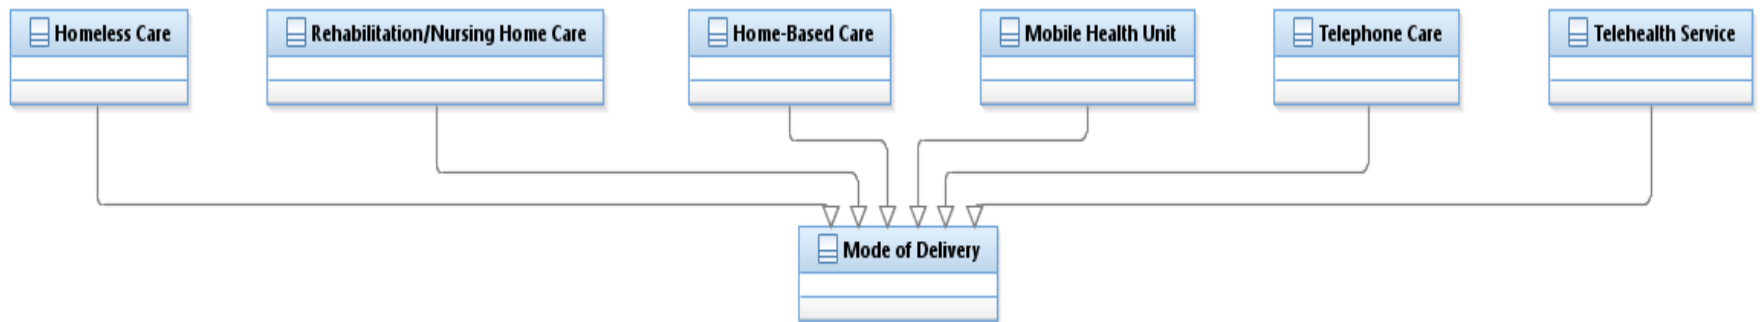 Homeless Care
Rehabilitation/Nursing Home Care
Home-Based Care
Mobile Health Unit
Telephone Care
Telehealth Service
Mode of Delivery